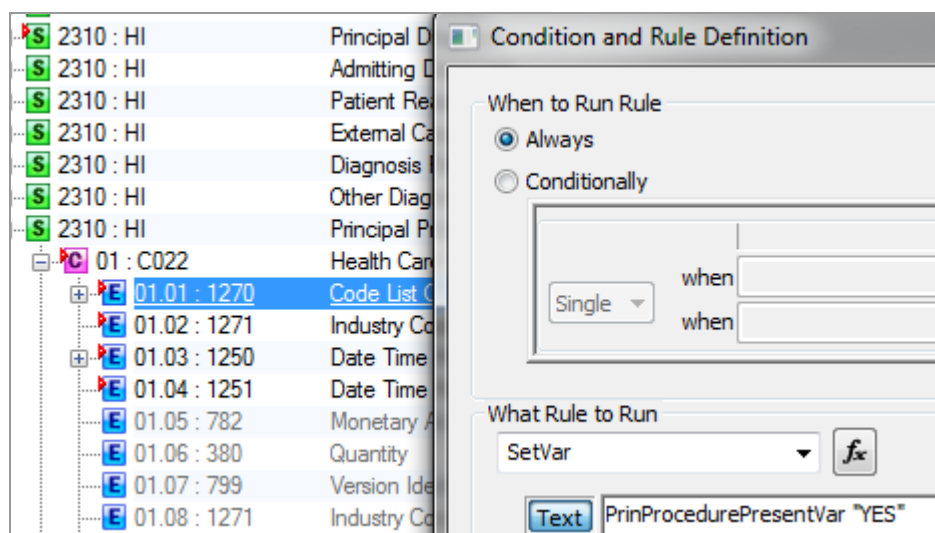 2310 : HI Principal D
2310 : HI Admitting D
2310 : HI Patient Rea
2310 : HI External Ca
2310 : HI Diagnosis
2310 : HI Other Diag
2310 : HI Principal Pr
01 : C022 Health Car
01.01 : 1270 Code List
01.02 : 1271 Industry Co
01.03 : 1250 Date Time
01.04 : 1251 Date Time
01.05 : 782 Monetary A
01.06 : 380 Quantity
01.07 : 799 Version Ide
01.08 : 1271 Industry Co
Condition and Rule Definition
When to Run Rule
Always
Conditionally
when
Single
when
What Rule to Run
SetVar
fx
Text PrinProcedurePresentVar "YES"